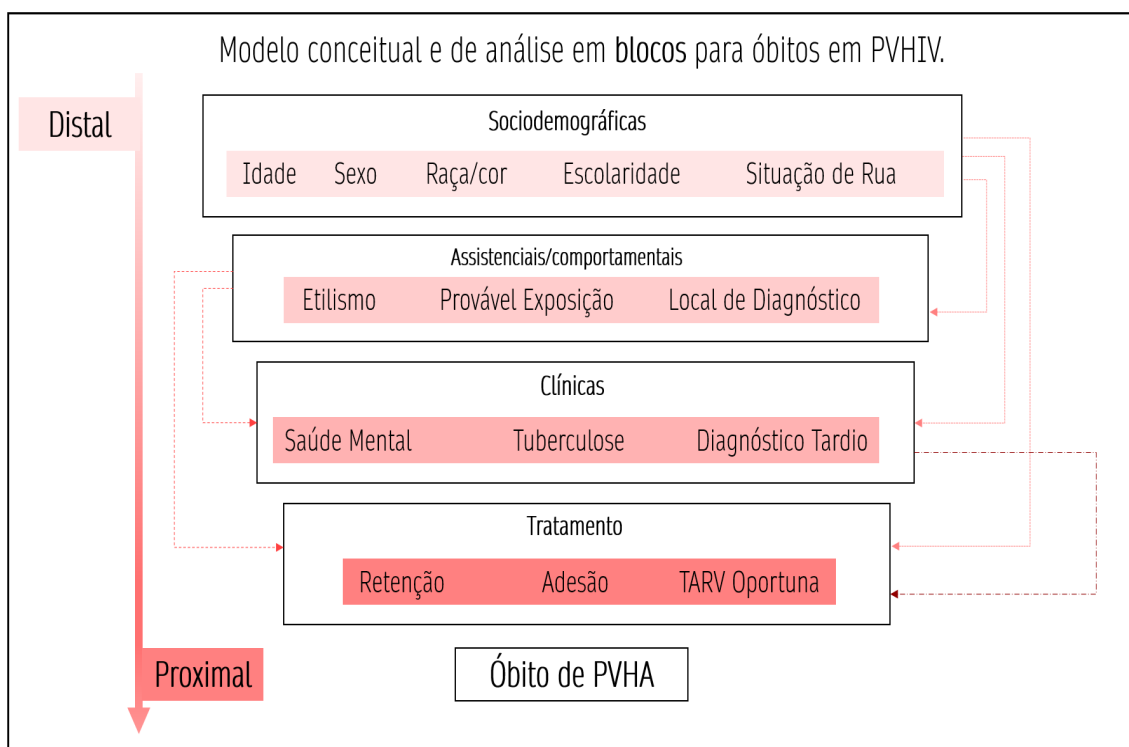 Modelo conceitual e de análise em blocos para óbitos em PVHIV.
Distal
Sociodemográficas
Idade Sexo Raça/cor Escolaridade Situação de Rua
Assistenciais/comportamentais
Etilismo Provável Exposição Local de Diagnóstico
Clínicas
Saúde Mental Tuberculose Diagnóstico Tardio
Tratamento
Retenção Adesão TARV Oportuna
Proximal
Óbito de PVHA